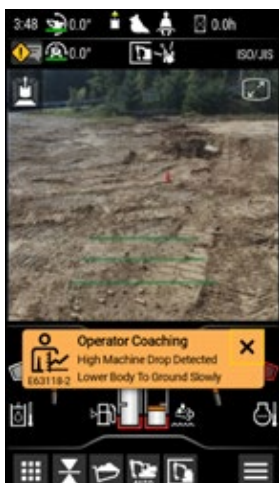 3:48 0.0° 0.0h
0.0° ISO/JIS
Operator Coaching
High Machine Drop Detected
E63118-2 Lower Body To Ground Slowly
AUTO